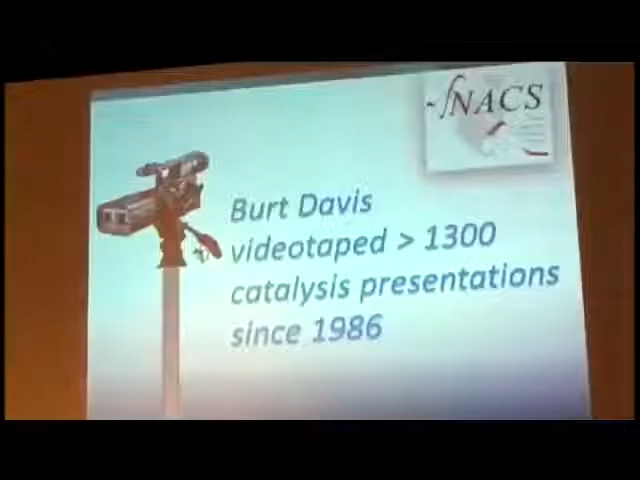 NACS
Burt Davis
videotaped > 1300
catalysis presentations
since 1986